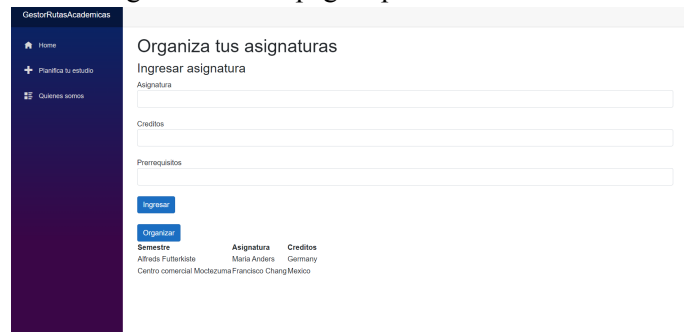 GestorRutasAcademicas
Home
Planifica tu estudio
Quienes somos
Organiza tus asignaturas
Ingresar asignatura
Asignatura
Creditos
Prerrequisitos
Ingresar
Organizar
Semestre Asignatura Creditos
Alfreds Futterkiste Maria Anders Germany
Centro comercial Moctezuma Francisco Chang Mexico